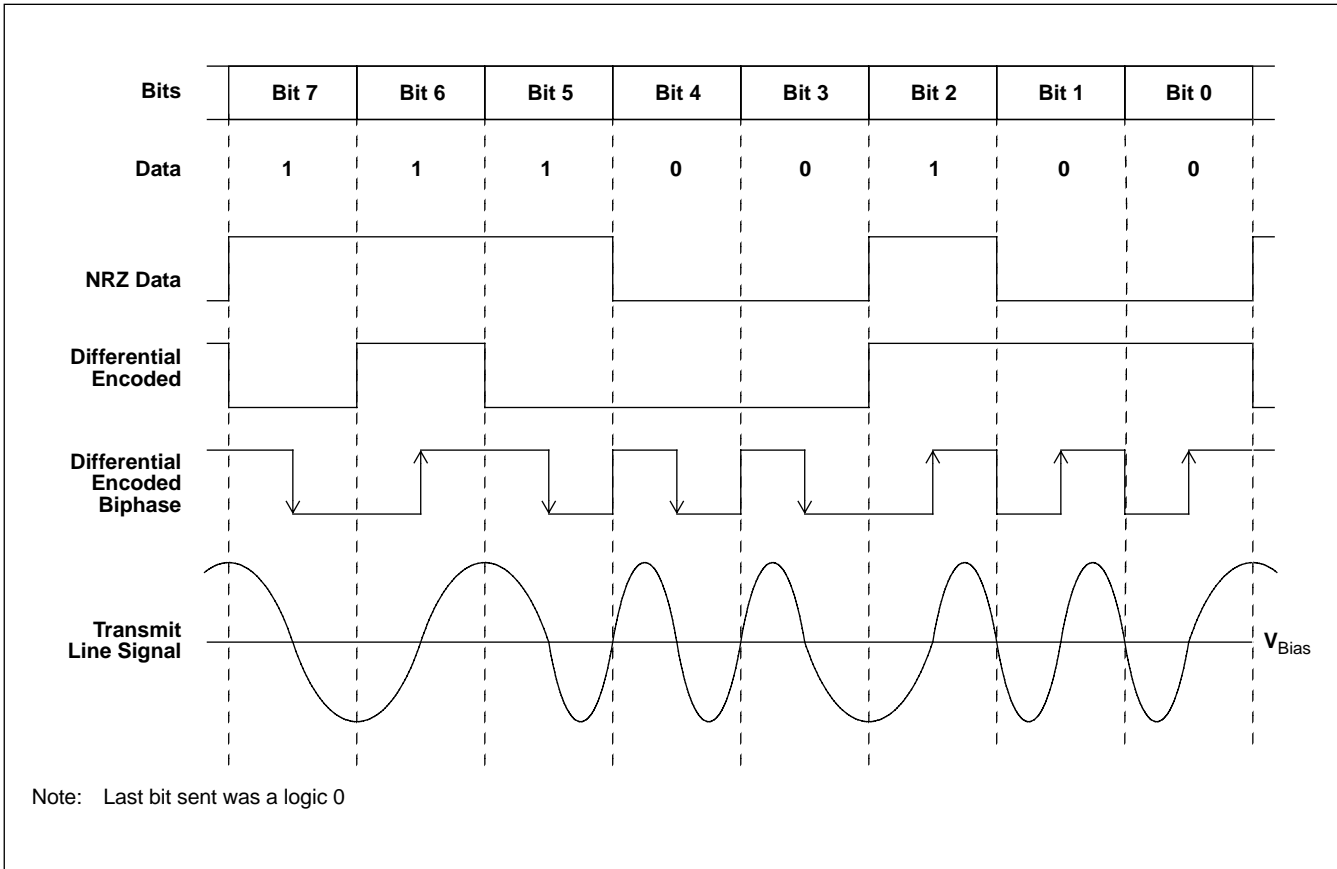 Bits Bit 7 Bit 6 Bit 5 Bit 4 Bit 3 Bit 2 Bit 1 Bit 0
Data 1 1 1 0 0 1 0 0
NRZ Data
Differential
Encoded
Differential
Encoded
Biphase
Transmit
Line Signal
VBias
Note: Last bit sent was a logic 0